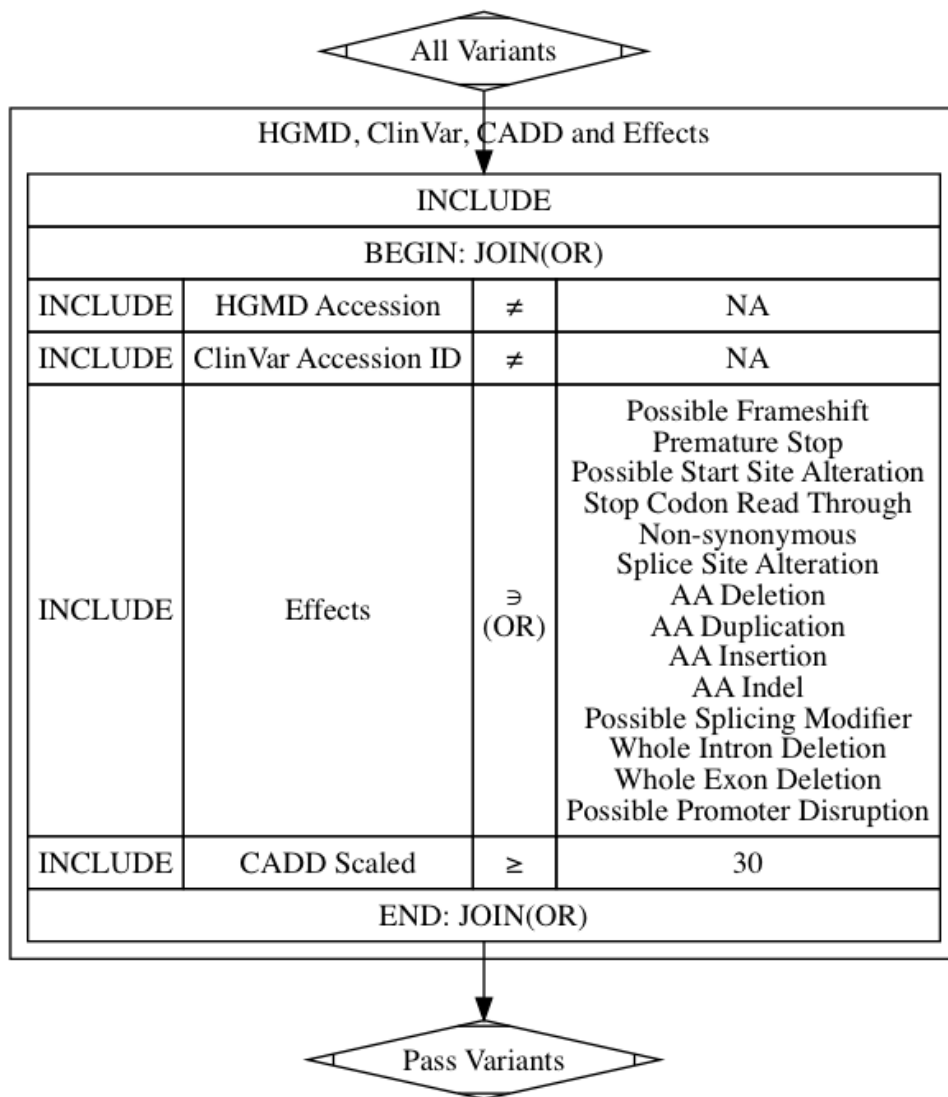 All Variants
HGMD, ClinVar, CADD and Effects
INCLUDE
BEGIN: JOIN(OR)
INCLUDE HGMD Accession ≠ NA
INCLUDE ClinVar Accession ID ≠ NA
INCLUDE Effects ∋ (OR)
Possible Frameshift
Premature Stop
Possible Start Site Alteration
Stop Codon Read Through
Non-synonymous
Splice Site Alteration
AA Deletion
AA Duplication
AA Insertion
AA Indel
Possible Splicing Modifier
Whole Intron Deletion
Whole Exon Deletion
Possible Promoter Disruption
INCLUDE CADD Scaled ≥ 30
END: JOIN(OR)
Pass Variants